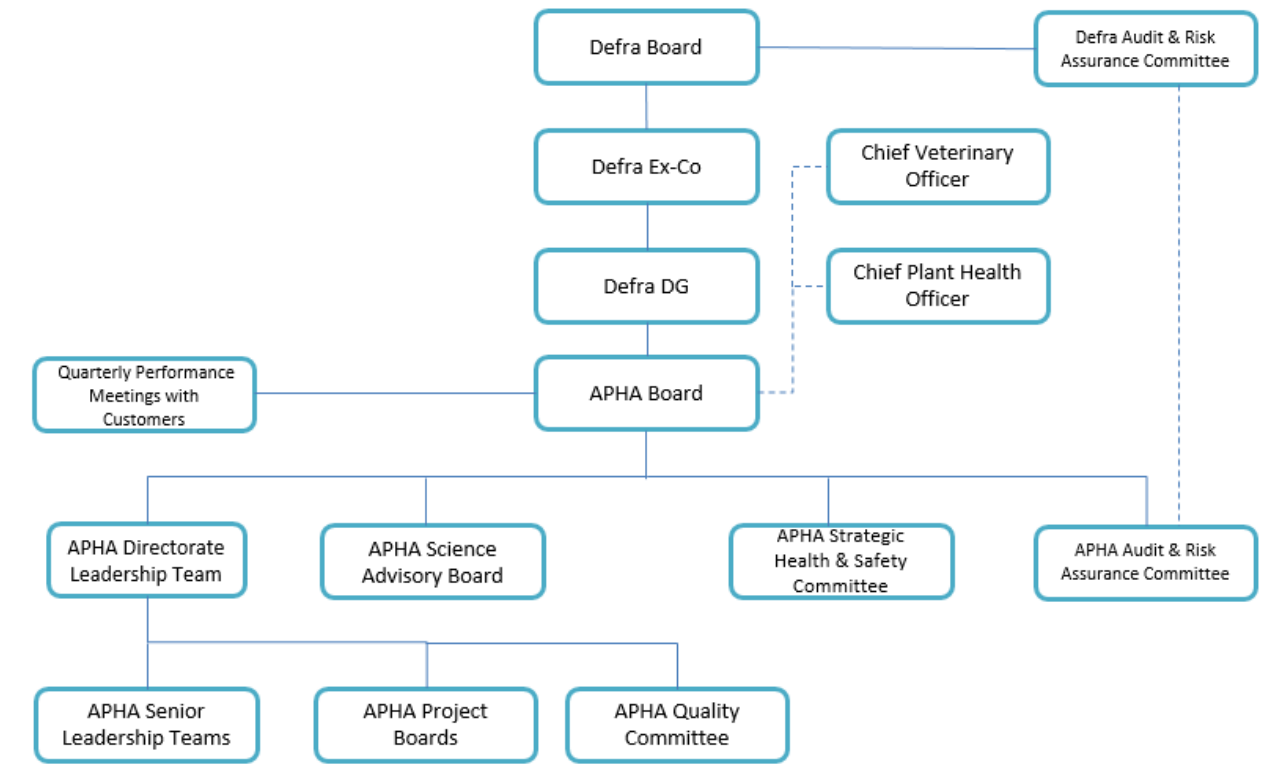 Defra Board
Defra Audit & Risk
Assurance Committee
Defra Ex-Co
Chief Veterinary
Officer
Defra DG
Chief Plant Health
Officer
Quarterly Performance
Meetings with
Customers
APHA Board
APHA Directorate
Leadership Team
APHA Science
Advisory Board
APHA Strategic
Health & Safety
Committee
APHA Audit & Risk
Assurance Committee
APHA Senior
Leadership Teams
APHA Project
Boards
APHA Quality
Committee